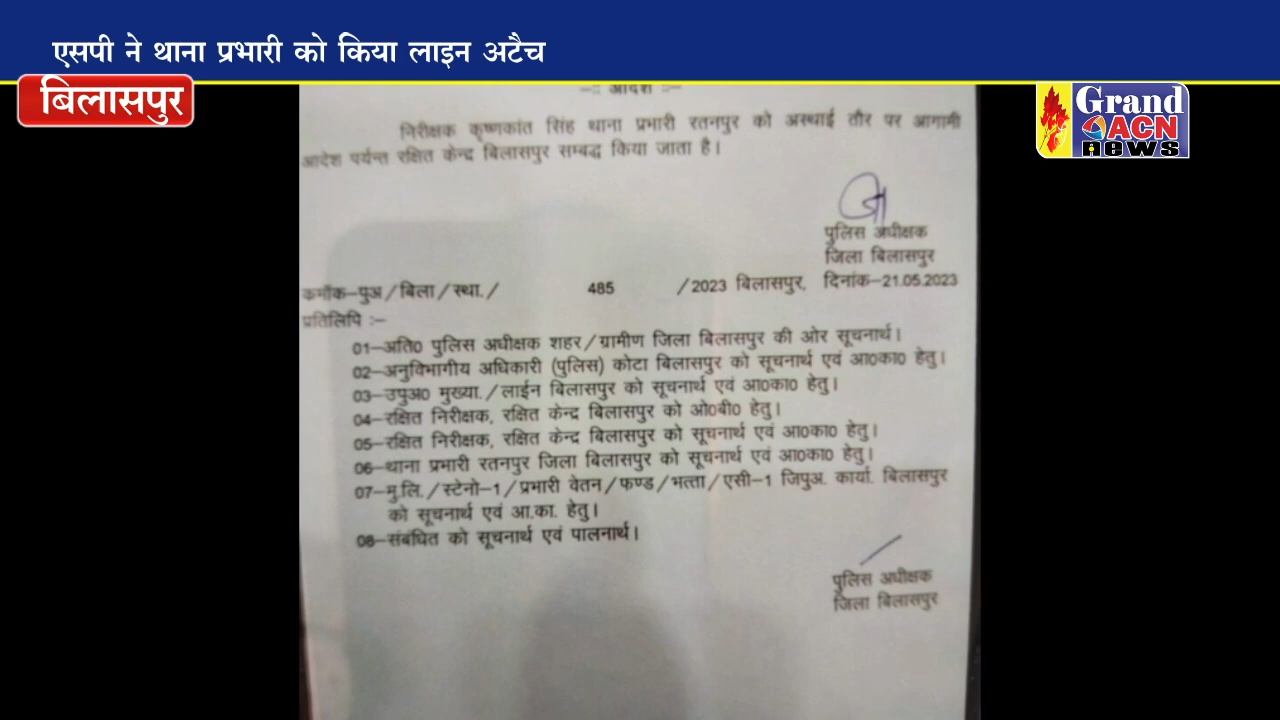 एसपी ने थाना प्रभारी को किया लाइन अटैच
बिलासपुर
Grand
ACN
news
-:: आदेश :-
निरीक्षक कृष्णकांत सिंह थाना प्रभारी रतनपुर को अस्थाई तौर पर आगामी
आदेश पर्यन्त रक्षित केन्द्र बिलासपुर सम्बद्ध किया जाता है।
पुलिस अधीक्षक
जिला बिलासपुर
कमॉंक-पुअ/बिला/स्था./ 485 /2023 बिलासपुर, दिनांक-21.05.2023
प्रतिलिपि :-
01-अति0 पुलिस अधीक्षक शहर/ग्रामीण जिला बिलासपुर की ओर सूचनार्थ।
02-अनुविभागीय अधिकारी (पुलिस) कोटा बिलासपुर को सूचनार्थ एवं आ0का0 हेतु।
03-उपुअ0 मुख्या./लाईन बिलासपुर को सूचनार्थ एवं आ0का0 हेतु।
04-रक्षित निरीक्षक, रक्षित केन्द्र बिलासपुर को ओ0बी0 हेतु।
05-रक्षित निरीक्षक, रक्षित केन्द्र बिलासपुर को सूचनार्थ एवं आ0का0 हेतु।
06-थाना प्रभारी रतनपुर जिला बिलासपुर को सूचनार्थ एवं आ0का0 हेतु।
07-मु.लि./स्टेनो-1/प्रभारी वेतन/फण्ड/भत्ता/एसी-1 जिपुअ. कार्या. बिलासपुर
को सूचनार्थ एवं आ.का. हेतु।
08-संबंधित को सूचनार्थ एवं पालनार्थ।
पुलिस अधीक्षक
जिला बिलासपुर